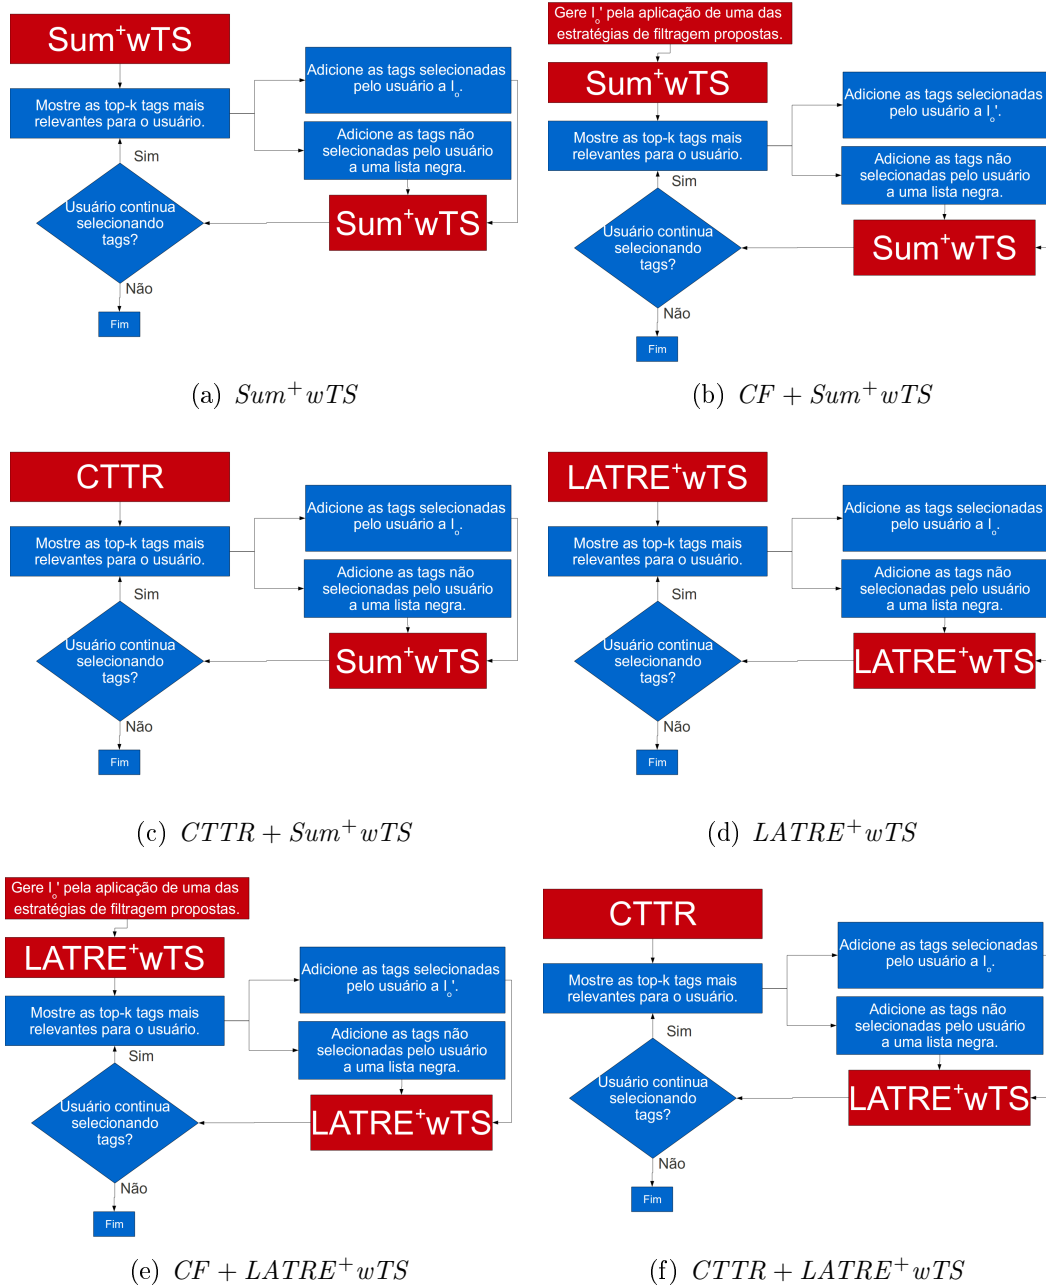 Sum⁺wTS
Mostre as top-k tags mais
relevantes para o usuário.
Adicione as tags selecionadas
pelo usuário a Iₒ.
Adicione as tags não
selecionadas pelo usuário
a uma lista negra.
Sum⁺wTS
Sim
Usuário continua
selecionando
tags?
Não
Fim
(a) Sum⁺wTS
Gere Iₒ' pela aplicação de uma das
estratégias de filtragem propostas.
Sum⁺wTS
Mostre as top-k tags mais
relevantes para o usuário.
Adicione as tags selecionadas
pelo usuário a Iₒ'.
Adicione as tags não
selecionadas pelo usuário
a uma lista negra.
Sum⁺wTS
Sim
Usuário continua
selecionando
tags?
Não
Fim
(b) CF + Sum⁺wTS
CTTR
Mostre as top-k tags mais
relevantes para o usuário.
Adicione as tags selecionadas
pelo usuário a Iₒ.
Adicione as tags não
selecionadas pelo usuário
a uma lista negra.
Sum⁺wTS
Sim
Usuário continua
selecionando
tags?
Não
Fim
(c) CTTR + Sum⁺wTS
LATRE⁺wTS
Mostre as top-k tags mais
relevantes para o usuário.
Adicione as tags selecionadas
pelo usuário a Iₒ.
Adicione as tags não
selecionadas pelo usuário
a uma lista negra.
LATRE⁺wTS
Sim
Usuário continua
selecionando
tags?
Não
Fim
(d) LATRE⁺wTS
Gere Iₒ' pela aplicação de uma das
estratégias de filtragem propostas.
LATRE⁺wTS
Mostre as top-k tags mais
relevantes para o usuário.
Adicione as tags selecionadas
pelo usuário a Iₒ'.
Adicione as tags não
selecionadas pelo usuário
a uma lista negra.
LATRE⁺wTS
Sim
Usuário continua
selecionando
tags?
Não
Fim
(e) CF + LATRE⁺wTS
CTTR
Mostre as top-k tags mais
relevantes para o usuário.
Adicione as tags selecionadas
pelo usuário a Iₒ.
Adicione as tags não
selecionadas pelo usuário
a uma lista negra.
LATRE⁺wTS
Sim
Usuário continua
selecionando
tags?
Não
Fim
(f) CTTR + LATRE⁺wTS